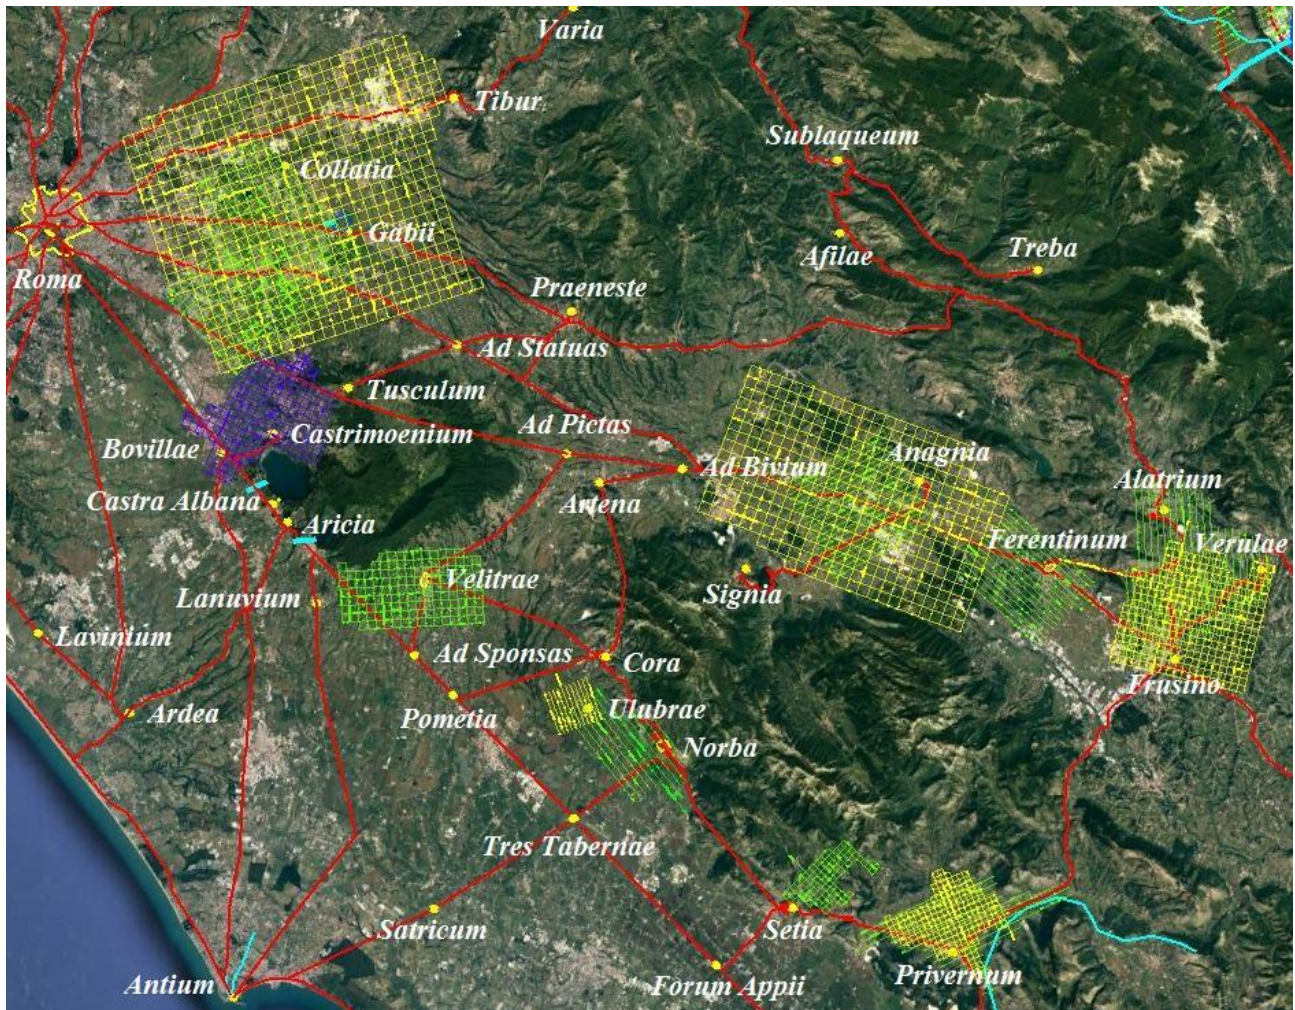 Varia
Tibur
Sublaqueum
Collatia
Gabii
Treba
Afilae
Roma
Praeneste
Ad Statuas
Tusculum
Ad Pictas
Castrimoenium
Bovillae
Anagnia
Ad Bivium
Alatrium
Castra Albana
Artena
Aricia
Ferentinum
Verulae
Velitrae
Signia
Lanuvium
Lavinium
Ad Sponsas
Cora
Frusino
Ardea
Pometia
Ulubrae
Norba
Tres Tabernae
Satricum
Setia
Privernum
Antium
Forum Appii